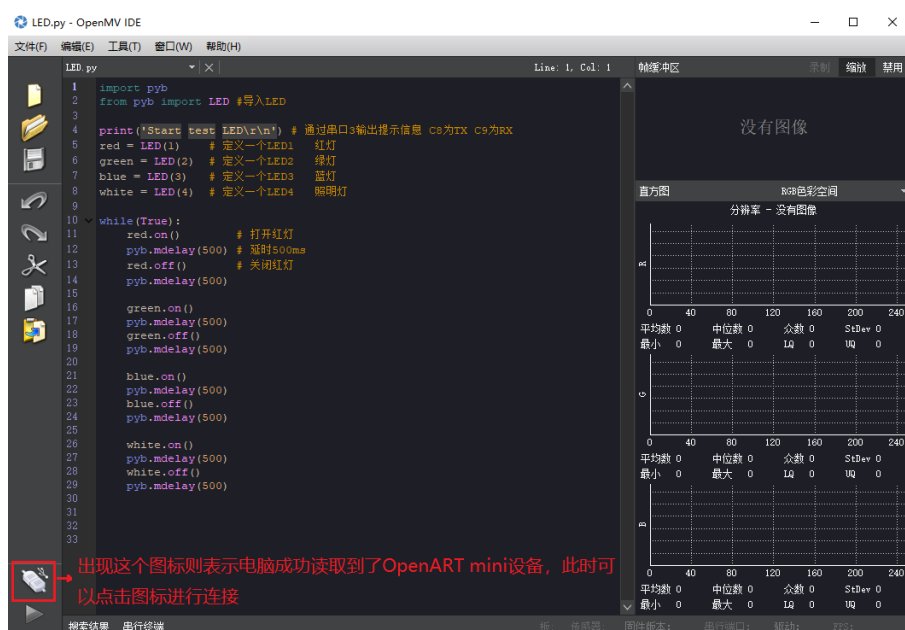 LED.py - OpenMV IDE
文件(F) 编辑(E) 工具(T) 窗口(W) 帮助(H)
LED.py Line: 1, Col: 1 帧缓冲区 录制 缩放 禁用
1 import pyb
2 from pyb import LED #导入LED
3
4 print('Start test LED\r\n') # 通过串口3输出提示信息 C8为TX C9为RX
5 red = LED(1) # 定义一个LED1 红灯
6 green = LED(2) # 定义一个LED2 绿灯
7 blue = LED(3) # 定义一个LED3 蓝灯
8 white = LED(4) # 定义一个LED4 照明灯
9
10 while(True):
11 red.on() # 打开红灯
12 pyb.mdelay(500) # 延时500ms
13 red.off() # 关闭红灯
14 pyb.mdelay(500)
15
16 green.on()
17 pyb.mdelay(500)
18 green.off()
19 pyb.mdelay(500)
20
21 blue.on()
22 pyb.mdelay(500)
23 blue.off()
24 pyb.mdelay(500)
25
26 white.on()
27 pyb.mdelay(500)
28 white.off()
29 pyb.mdelay(500)
30
31
32
33
出现这个图标则表示电脑成功读取到了OpenART mini设备，此时可
以点击图标进行连接
没有图像
直方图 RGB色彩空间
分辨率 - 没有图像
R
0 40 80 120 160 200 240
平均数 0 中位数 0 众数 0 StDev 0
最小 0 最大 0 LQ 0 UQ 0
G
0 40 80 120 160 200 240
平均数 0 中位数 0 众数 0 StDev 0
最小 0 最大 0 LQ 0 UQ 0
B
0 40 80 120 160 200 240
平均数 0 中位数 0 众数 0 StDev 0
最小 0 最大 0 LQ 0 UQ 0
搜索结果 串行终端 板: 传感器: 固件版本: 串行端口: 驱动: FPS: